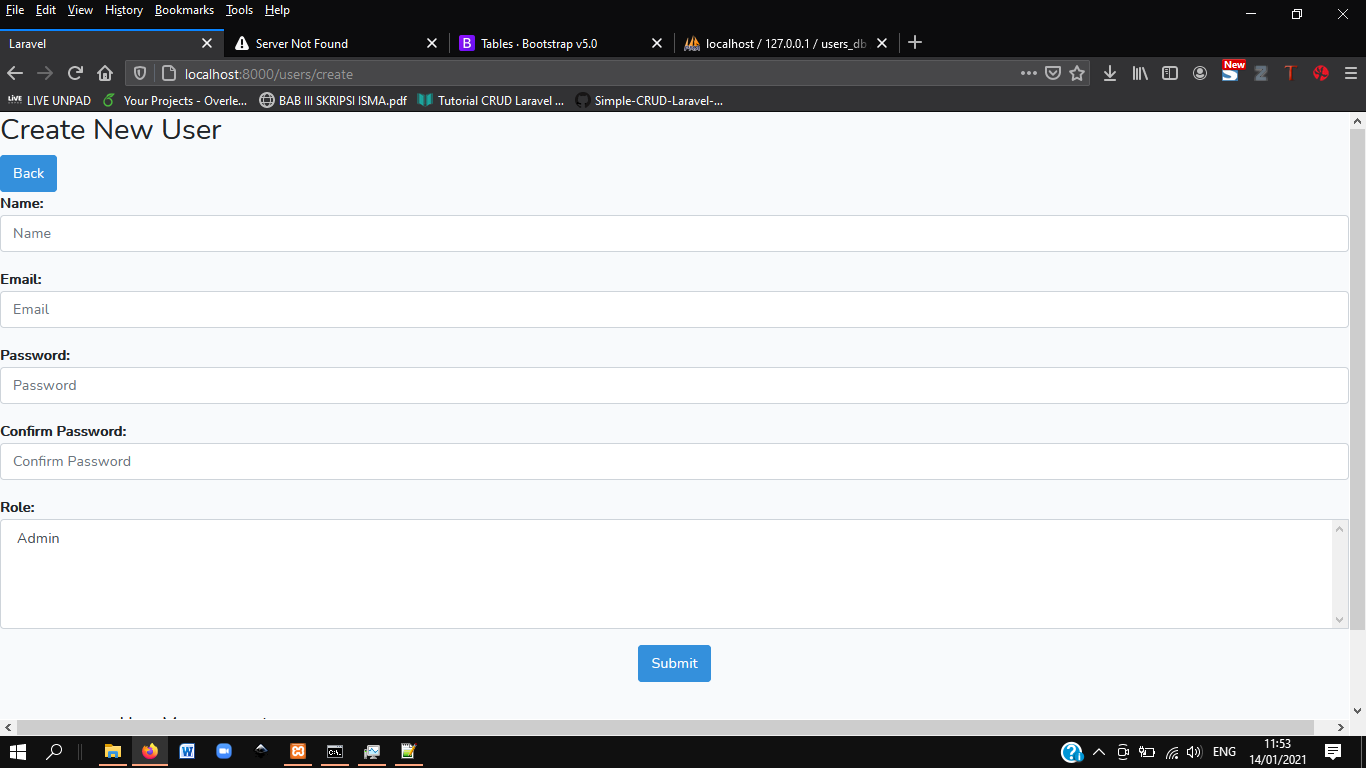 File Edit View History Bookmarks Tools Help
Laravel
Server Not Found
B Tables · Bootstrap v5.0
localhost / 127.0.0.1 / users_db
localhost:8000/users/create
New
LIVE LIVE UNPAD
Your Projects - Overle...
BAB III SKRIPSI ISMA.pdf
Tutorial CRUD Laravel ...
Simple-CRUD-Laravel-...
Create New User
Back
Name:
Name
Email:
Email
Password:
Password
Confirm Password:
Confirm Password
Role:
Admin
Submit
ENG
11:53
14/01/2021